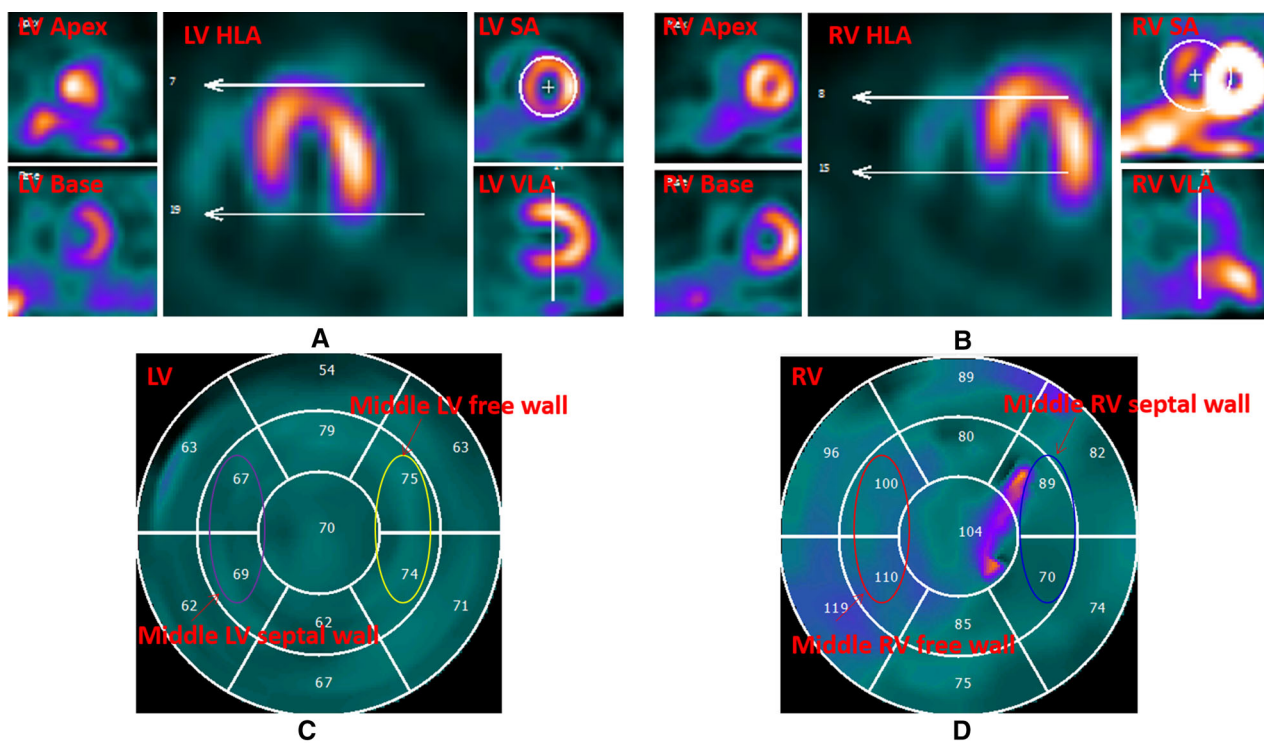 LV Apex
LV HLA
LV SA
7
LV Base
LV VLA
19
A
RV Apex
RV HLA
RV SA
8
RV Base
15
RV VLA
B
LV
54
Middle LV free wall
79
63
63
67
75
70
69
74
62
71
Middle LV septal wall
62
67
C
RV
89
Middle RV septal wall
80
96
82
100
89
104
110
70
119
74
85
Middle RV free wall
75
D